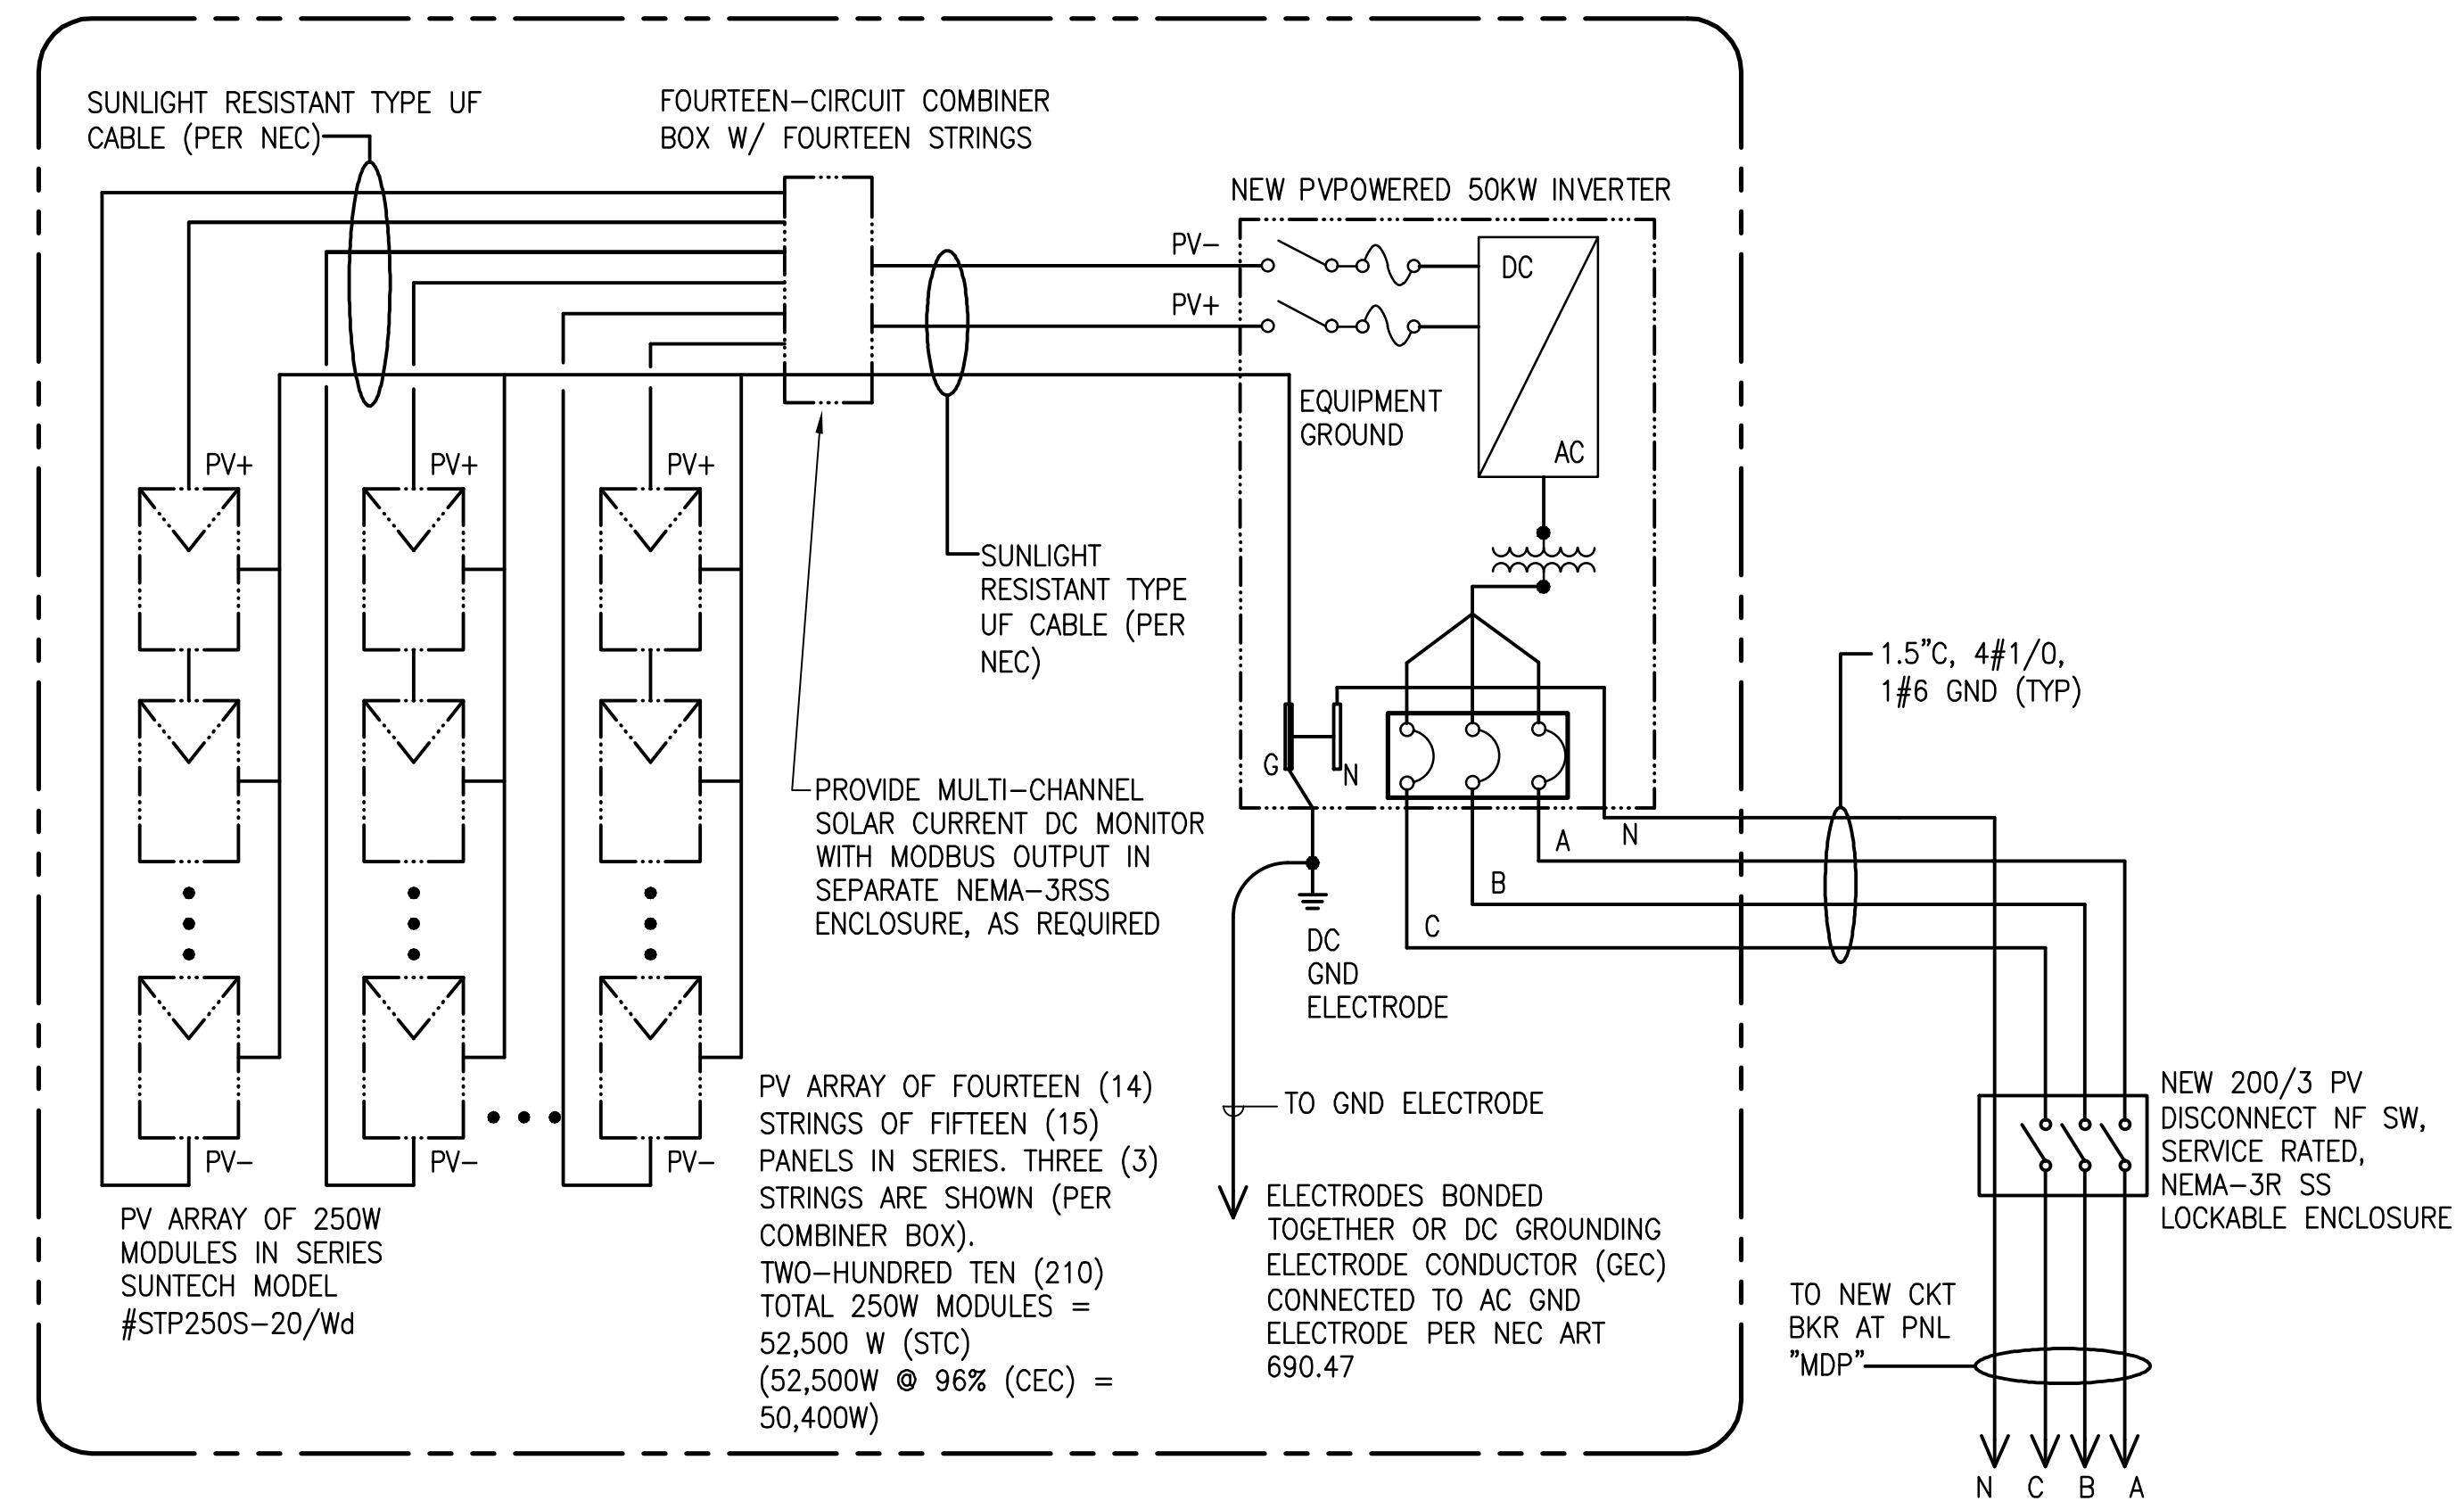 SUNLIGHT RESISTANT TYPE UF
CABLE (PER NEC)
FOURTEEN-CIRCUIT COMBINER
BOX W/ FOURTEEN STRINGS
NEW PVPOWERED 50KW INVERTER
PV-
PV+
DC
AC
EQUIPMENT
GROUND
PV+
PV+
PV+
SUNLIGHT
RESISTANT TYPE
UF CABLE (PER
NEC)
1.5"C, 4#1/0,
1#6 GND (TYP)
G
N
PROVIDE MULTI-CHANNEL
SOLAR CURRENT DC MONITOR
WITH MODBUS OUTPUT IN
SEPARATE NEMA-3RSS
ENCLOSURE, AS REQUIRED
N
A
B
C
DC
GND
ELECTRODE
PV ARRAY OF FOURTEEN (14)
STRINGS OF FIFTEEN (15)
PANELS IN SERIES. THREE (3)
STRINGS ARE SHOWN (PER
COMBINER BOX).
TWO-HUNDRED TEN (210)
TOTAL 250W MODULES =
52,500 W (STC)
(52,500W @ 96% (CEC) =
50,400W)
TO GND ELECTRODE
NEW 200/3 PV
DISCONNECT NF SW,
SERVICE RATED,
NEMA-3R SS
LOCKABLE ENCLOSURE
PV-
PV-
PV-
PV ARRAY OF 250W
MODULES IN SERIES
SUNTECH MODEL
#STP250S-20/Wd
ELECTRODES BONDED
TOGETHER OR DC GROUNDING
ELECTRODE CONDUCTOR (GEC)
CONNECTED TO AC GND
ELECTRODE PER NEC ART
690.47
TO NEW CKT
BKR AT PNL
"MDP"
N
C
B
A